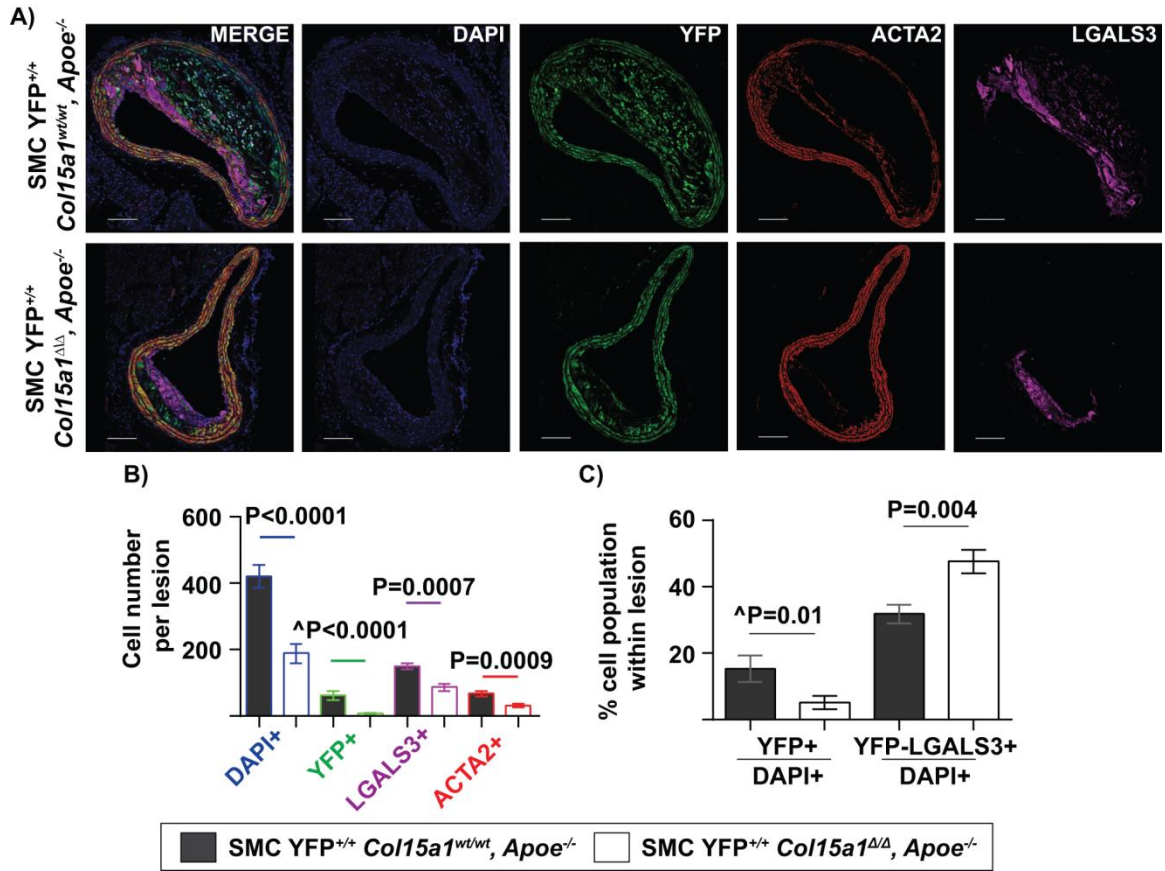 A)
MERGE
DAPI
YFP
ACTA2
LGALS3
SMC YFP+/+
Col15a1wt/wt, Apoe-/-
SMC YFP+/+
Col15a1Δ\Δ, Apoe-/-
B)
Cell number
per lesion
600
400
200
P<0.0001
^P<0.0001
P=0.0007
P=0.0009
DAPI+
YFP+
LGALS3+
ACTA2+
C)
% cell population
within lesion
60
40
20
^P=0.01
P=0.004
YFP+
DAPI+
YFP-LGALS3+
DAPI+
SMC YFP+/+ Col15a1wt/wt, Apoe-/-
SMC YFP+/+ Col15a1Δ/Δ, Apoe-/-